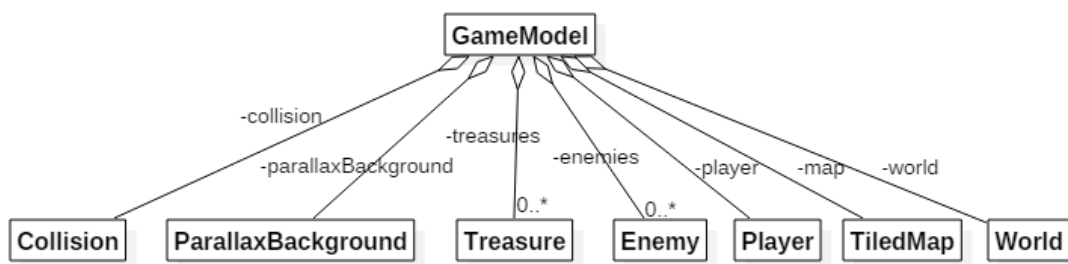 GameModel
-collision
-treasures
-parallaxBackground
-enemies
-player
-map
-world
0..*
0..*
Collision
ParallaxBackground
Treasure
Enemy
Player
TiledMap
World